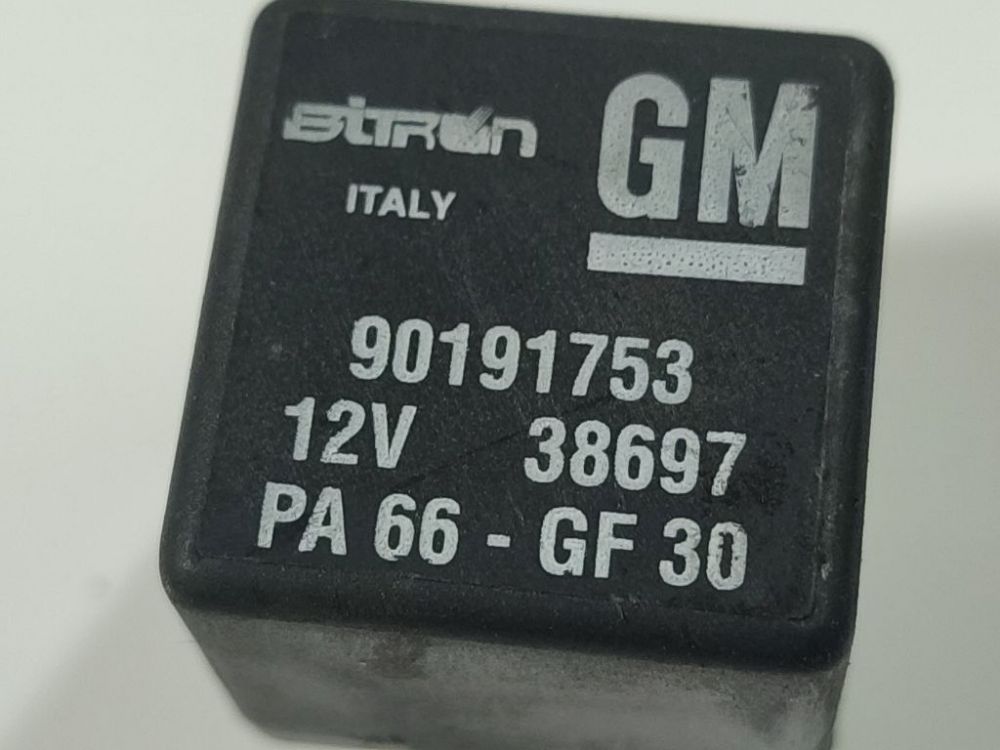 BiTRON GM
ITALY
90191753
12V 38697
PA 66 - GF 30